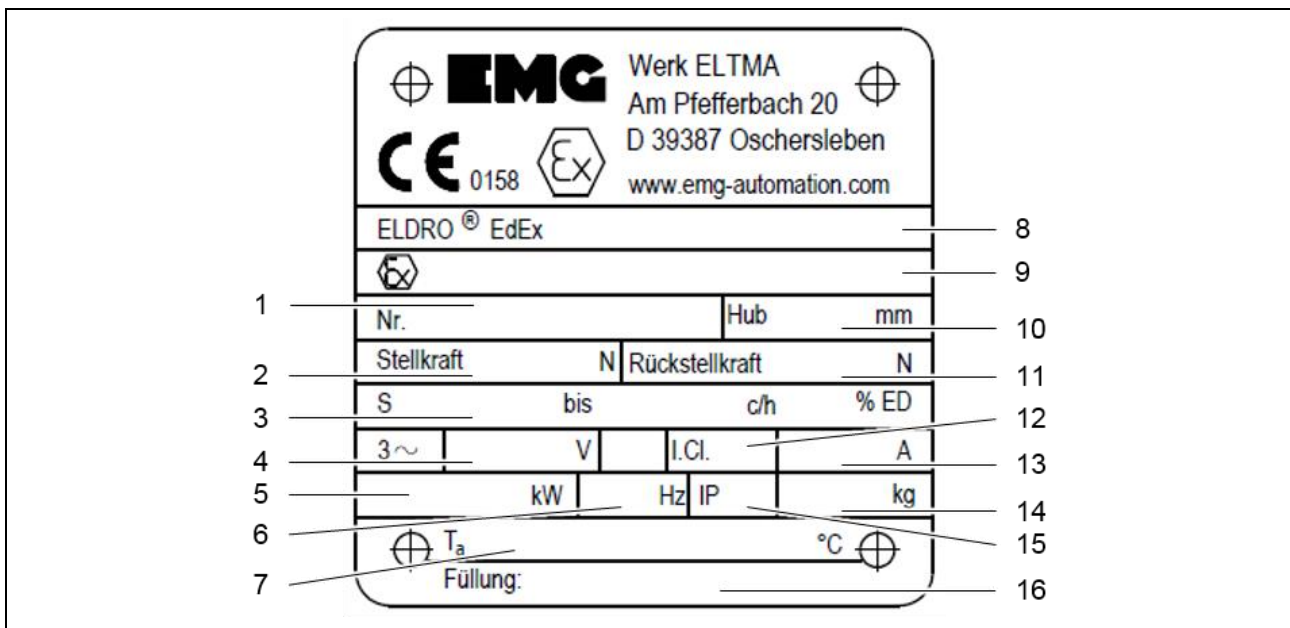 EMG
Werk ELTMA
Am Pfefferbach 20
D 39387 Oschersleben
CE 0158 Ex
www.emg-automation.com
ELDRO ® EdEx 8
Ex 9
1 Nr. Hub mm 10
2 Stellkraft N Rückstellkraft N 11
3 S bis c/h % ED 12
4 3~ V I.Cl. A 13
5 kW Hz IP kg 14
6 15
7 Ta °C
Füllung: 16